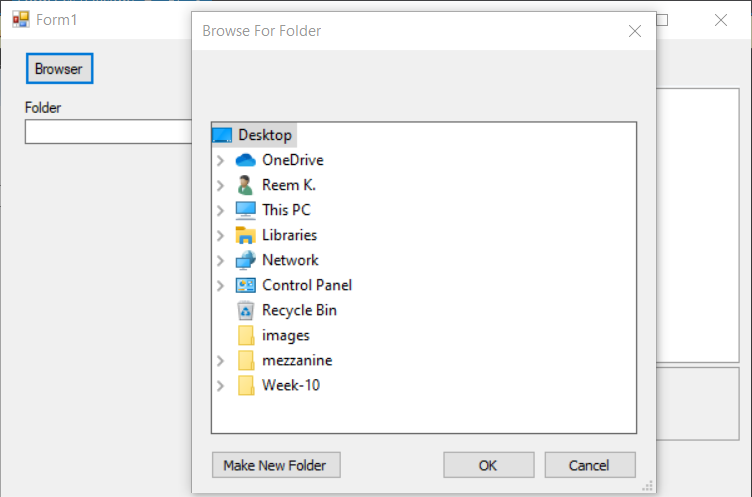 Form1
Browse For Folder
Browser
Folder
Desktop
OneDrive
Reem K.
This PC
Libraries
Network
Control Panel
Recycle Bin
images
mezzanine
Week-10
Make New Folder
OK
Cancel